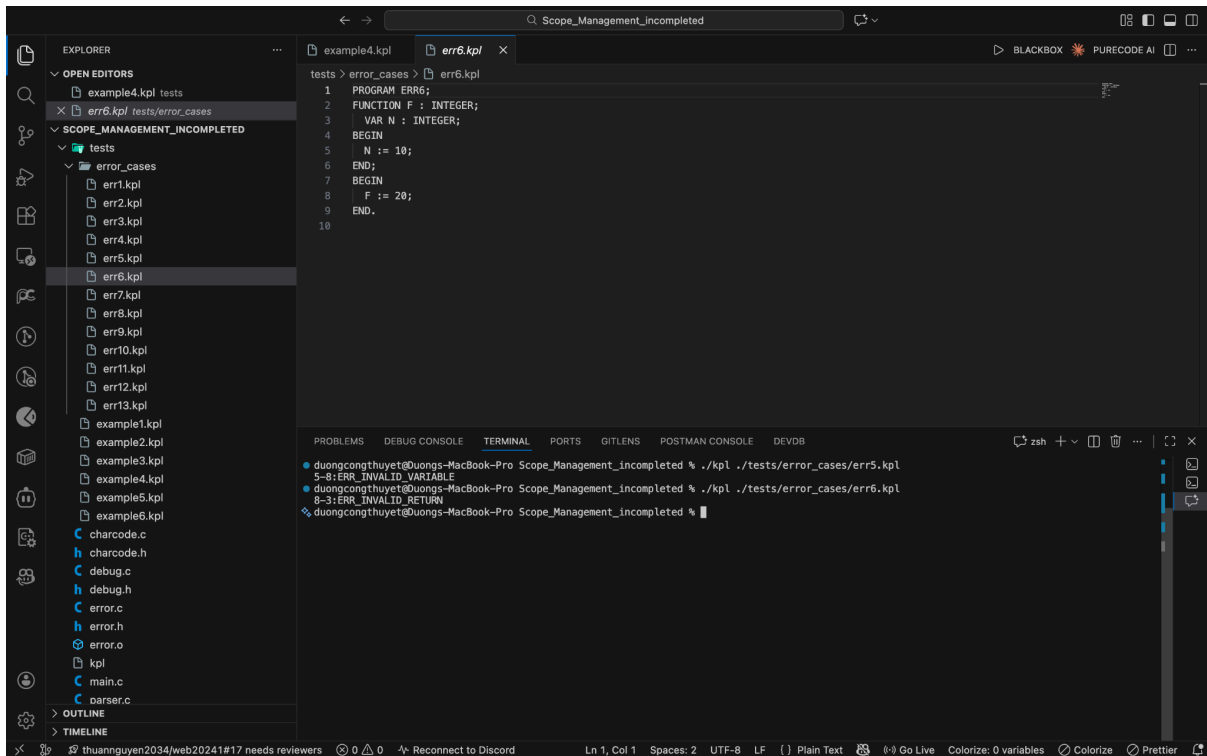 Scope_Management_incompleted
EXPLORER
OPEN EDITORS
example4.kpl tests
err6.kpl tests/error_cases
SCOPE_MANAGEMENT_INCOMPLETED
tests
error_cases
err1.kpl
err2.kpl
err3.kpl
err4.kpl
err5.kpl
err6.kpl
err7.kpl
err8.kpl
err9.kpl
err10.kpl
err11.kpl
err12.kpl
err13.kpl
example1.kpl
example2.kpl
example3.kpl
example4.kpl
example5.kpl
example6.kpl
C charcode.c
h charcode.h
C debug.c
h debug.h
C error.c
h error.h
error.o
kpl
C main.c
C parser.c
OUTLINE
TIMELINE
example4.kpl err6.kpl BLACKBOX PURECODE AI
tests > error_cases > err6.kpl
1 PROGRAM ERR6;
2 FUNCTION F : INTEGER;
3 VAR N : INTEGER;
4 BEGIN
5 N := 10;
6 END;
7 BEGIN
8 F := 20;
9 END.
10
PROBLEMS DEBUG CONSOLE TERMINAL PORTS GITLENS POSTMAN CONSOLE DEVDB zsh
duongcongthuyet@Duongs-MacBook-Pro Scope_Management_incompleted % ./kpl ./tests/error_cases/err5.kpl
5-8:ERR_INVALID_VARIABLE
duongcongthuyet@Duongs-MacBook-Pro Scope_Management_incompleted % ./kpl ./tests/error_cases/err6.kpl
8-3:ERR_INVALID_RETURN
duongcongthuyet@Duongs-MacBook-Pro Scope_Management_incompleted %
thuannguyen2034/web20241#17 needs reviewers 0 0 Reconnect to Discord Ln 1, Col 1 Spaces: 2 UTF-8 LF {} Plain Text Go Live Colorize: 0 variables Colorize Prettier